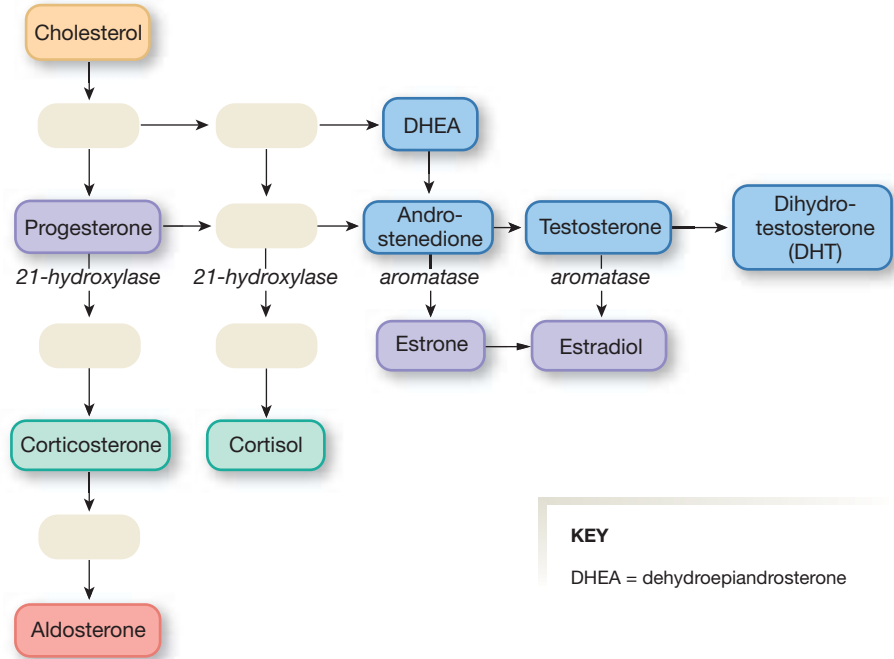 Cholesterol
DHEA
Progesterone
Andro-
stenedione
Testosterone
Dihydro-
testosterone
(DHT)
21-hydroxylase
21-hydroxylase
aromatase
aromatase
Estrone
Estradiol
Corticosterone
Cortisol
KEY
DHEA = dehydroepiandrosterone
Aldosterone